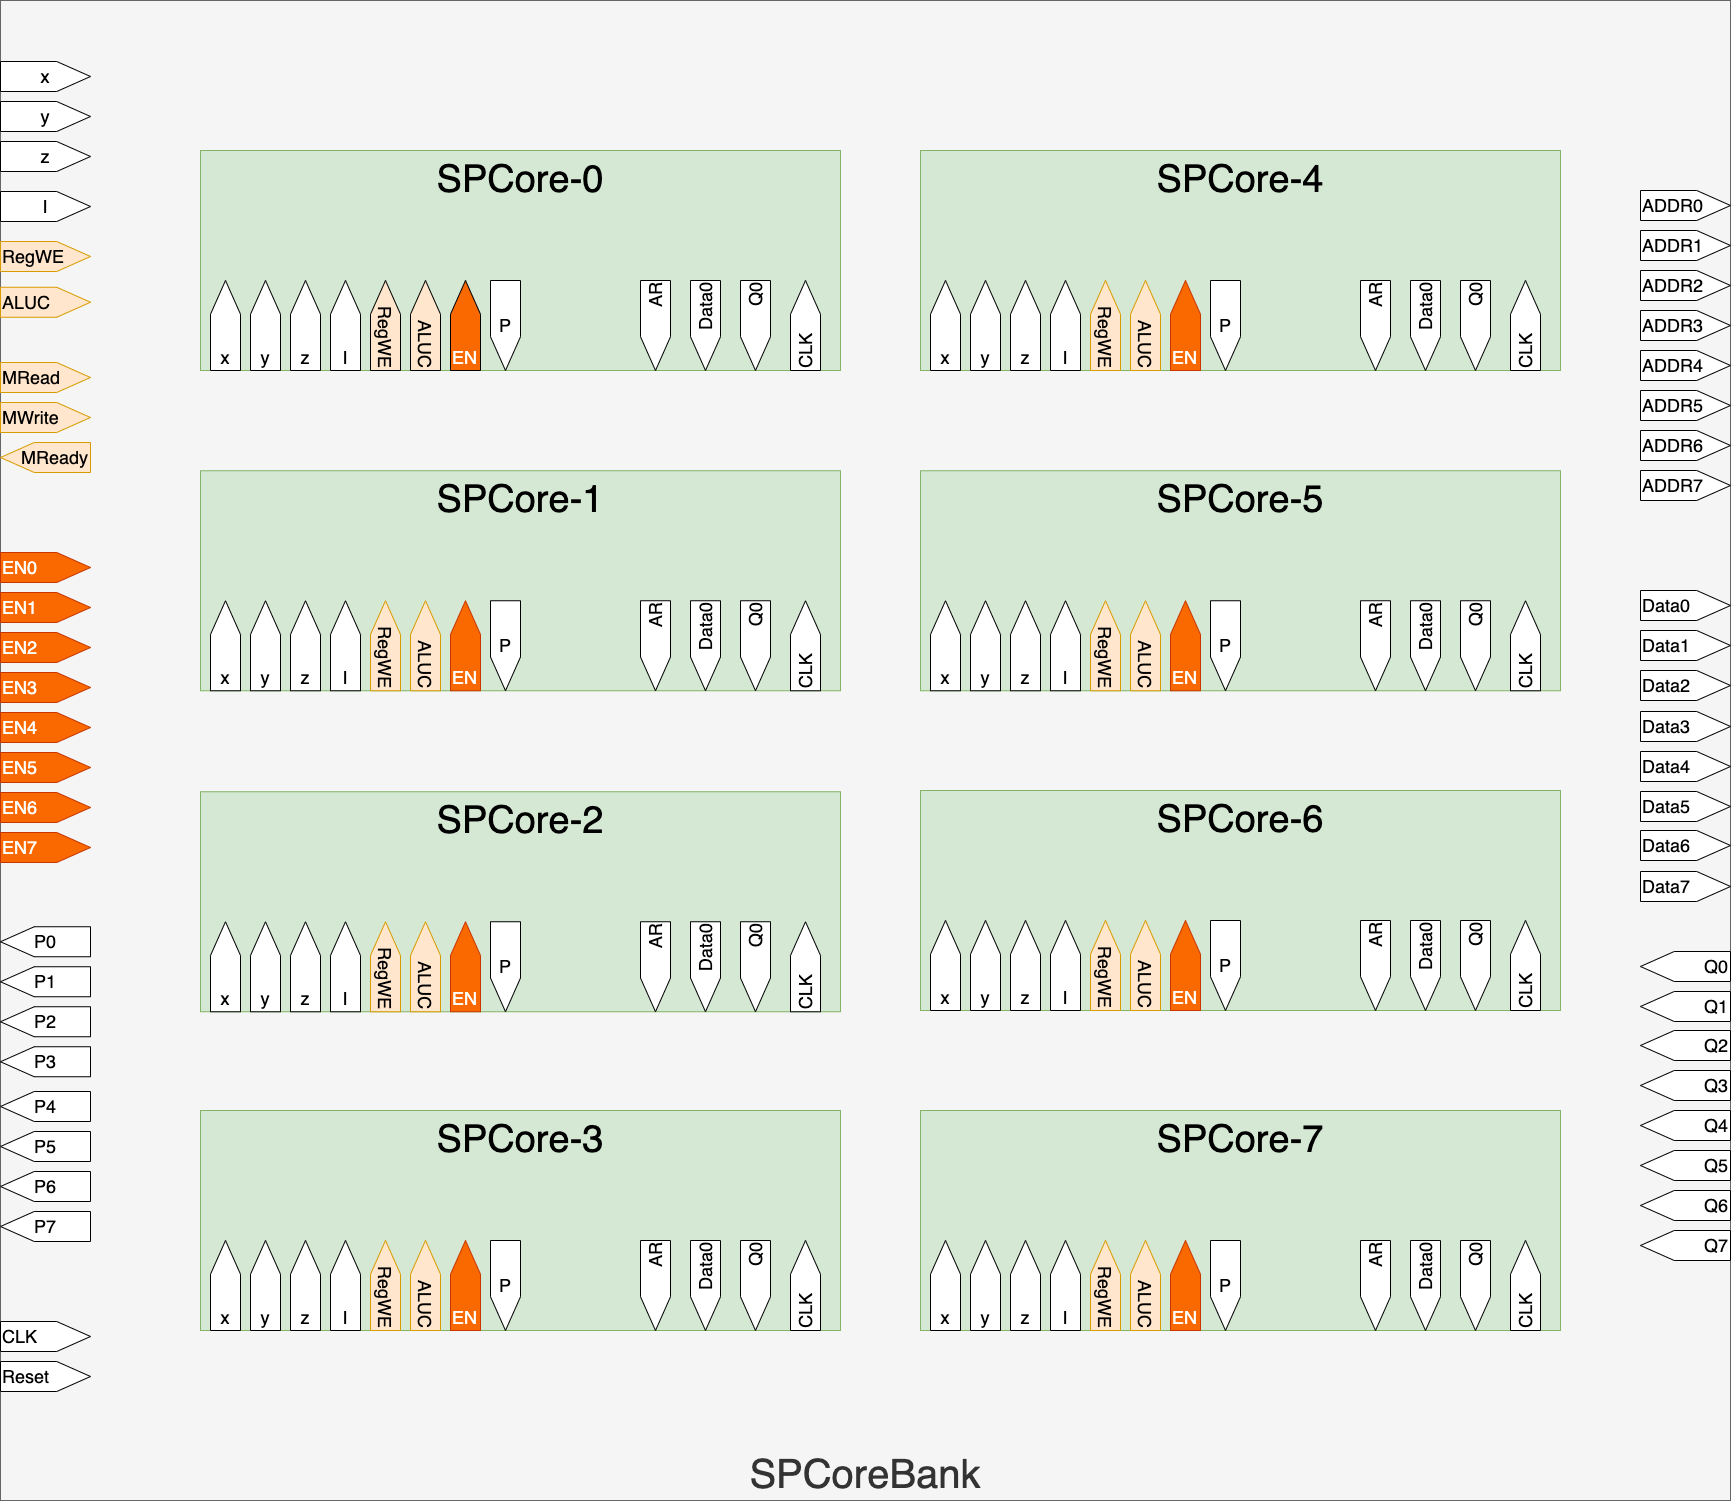 x
y
z
I
RegWE
ALUC
MRead
MWrite
MReady
EN0
EN1
EN2
EN3
EN4
EN5
EN6
EN7
P0
P1
P2
P3
P4
P5
P6
P7
CLK
Reset
SPCore-0
x y z I RegWE ALUC EN P AR Data0 Q0 CLK
SPCore-1
x y z I RegWE ALUC EN P AR Data0 Q0 CLK
SPCore-2
x y z I RegWE ALUC EN P AR Data0 Q0 CLK
SPCore-3
x y z I RegWE ALUC EN P AR Data0 Q0 CLK
SPCore-4
x y z I RegWE ALUC EN P AR Data0 Q0 CLK
SPCore-5
x y z I RegWE ALUC EN P AR Data0 Q0 CLK
SPCore-6
x y z I RegWE ALUC EN P AR Data0 Q0 CLK
SPCore-7
x y z I RegWE ALUC EN P AR Data0 Q0 CLK
ADDR0
ADDR1
ADDR2
ADDR3
ADDR4
ADDR5
ADDR6
ADDR7
Data0
Data1
Data2
Data3
Data4
Data5
Data6
Data7
Q0
Q1
Q2
Q3
Q4
Q5
Q6
Q7
SPCoreBank